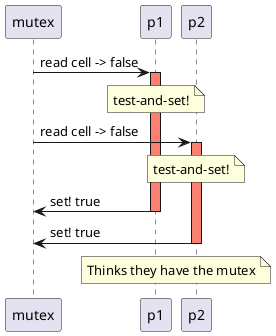 mutex p1 p2
read cell -> false
test-and-set!
read cell -> false
test-and-set!
set! true
set! true
Thinks they have the mutex
mutex p1 p2